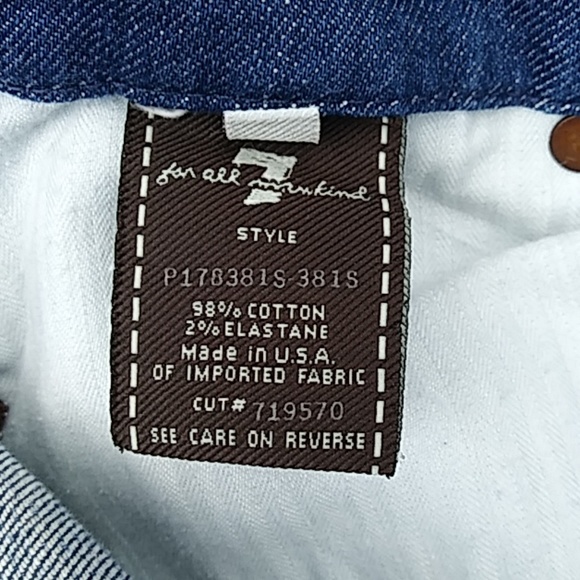 7
for all mankind
STYLE
P178381S-381S
98% COTTON
2% ELASTANE
Made in U.S.A.
OF IMPORTED FABRIC
CUT# 719570
SEE CARE ON REVERSE